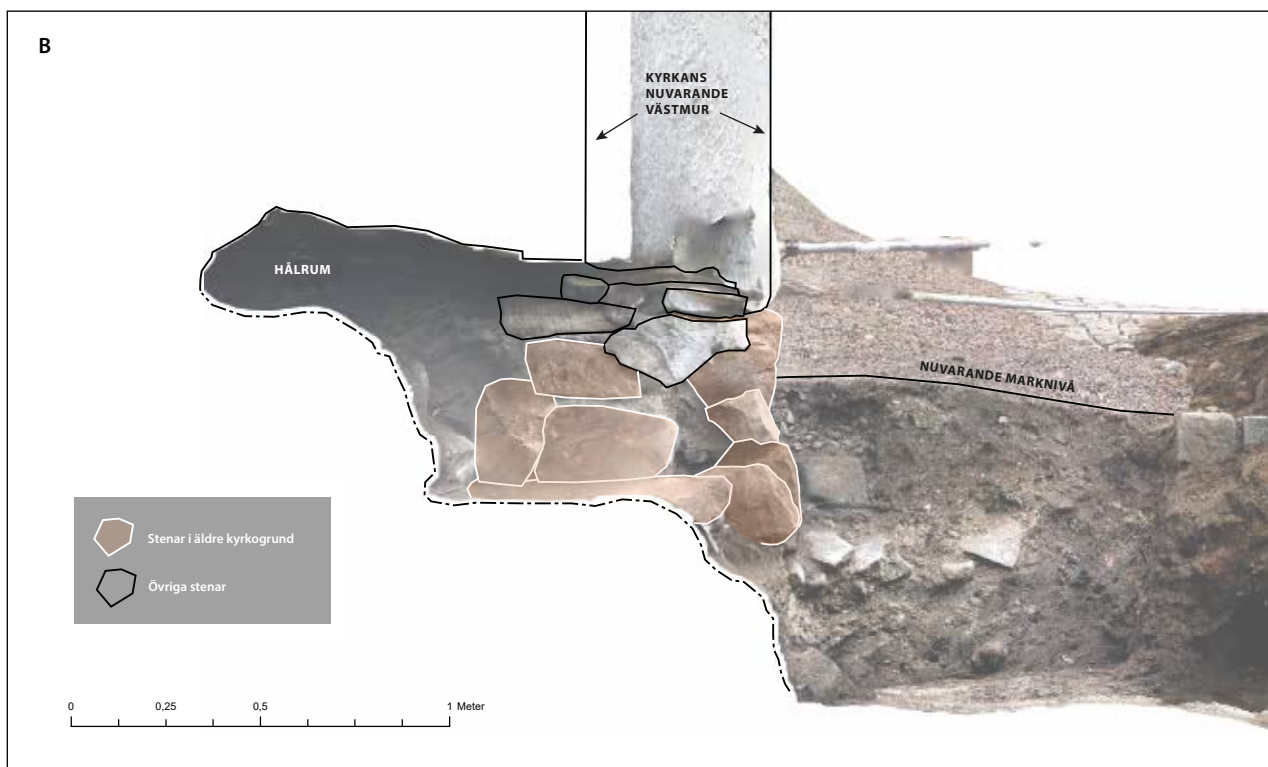 B
KYRKANS
NUVARANDE
VÄSTMUR
HÅLRUM
NUVARANDE MARKNIVÅ
Stenar i äldre kyrkogrund
Övriga stenar
0 0,25 0,5 1 Meter